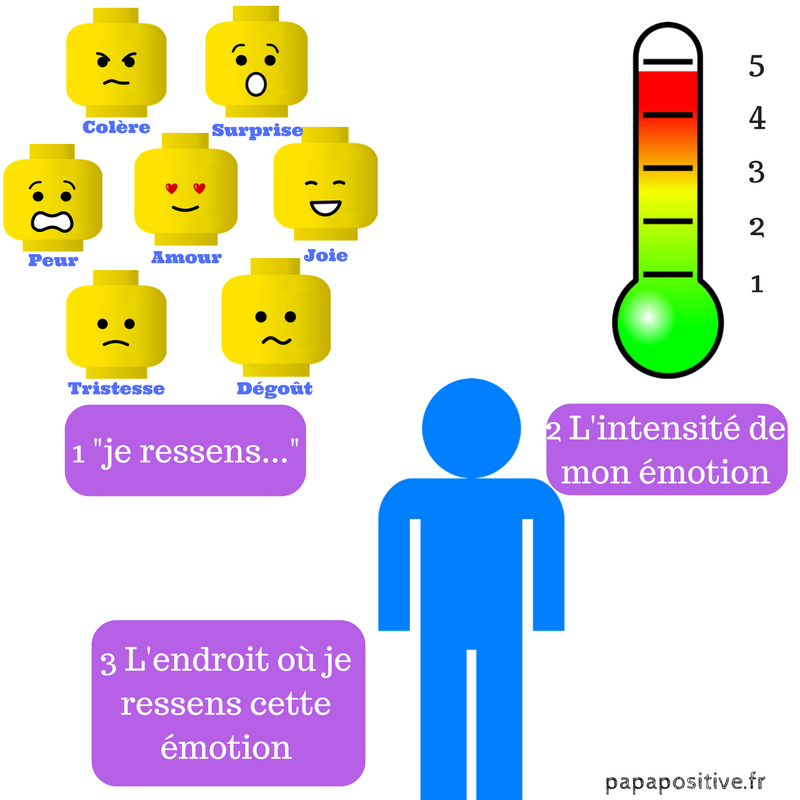 Colère
Surprise
Peur
Amour
Joie
Tristesse
Dégoût
5
4
3
2
1
1 "je ressens..."
2 L'intensité de
mon émotion
3 L'endroit où je
ressens cette
émotion
papapositive.fr